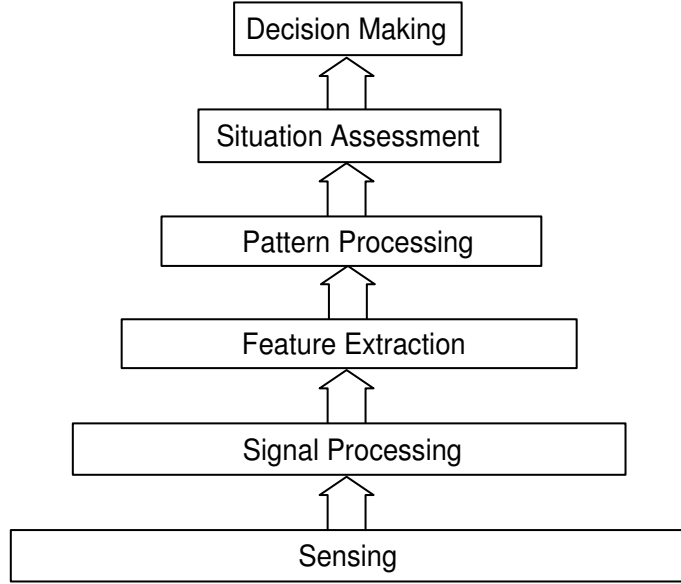 Decision Making
Situation Assessment
Pattern Processing
Feature Extraction
Signal Processing
Sensing